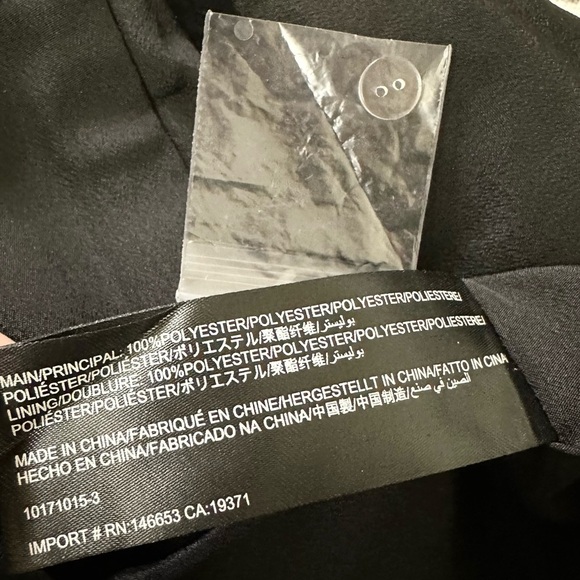 MAIN/PRINCIPAL: 100%POLYESTER/POLYESTER/POLYESTER/POLIESTERE/
POLIÉSTER/POLIÉSTER/ポリエステル/聚酯纤维/بوليستر/
LINING/DOUBLURE: 100%POLYESTER/POLYESTER/POLYESTER/POLIESTERE/
POLIÉSTER/POLIÉSTER/ポリエステル/聚酯纤维/بوليستر/
MADE IN CHINA/FABRIQUÉ EN CHINE/HERGESTELLT IN CHINA/FATTO IN CINA
HECHO EN CHINA/FABRICADO NA CHINA/中国製/中国制造/الصين في صنع
10171015-3
IMPORT # RN:146653 CA:19371